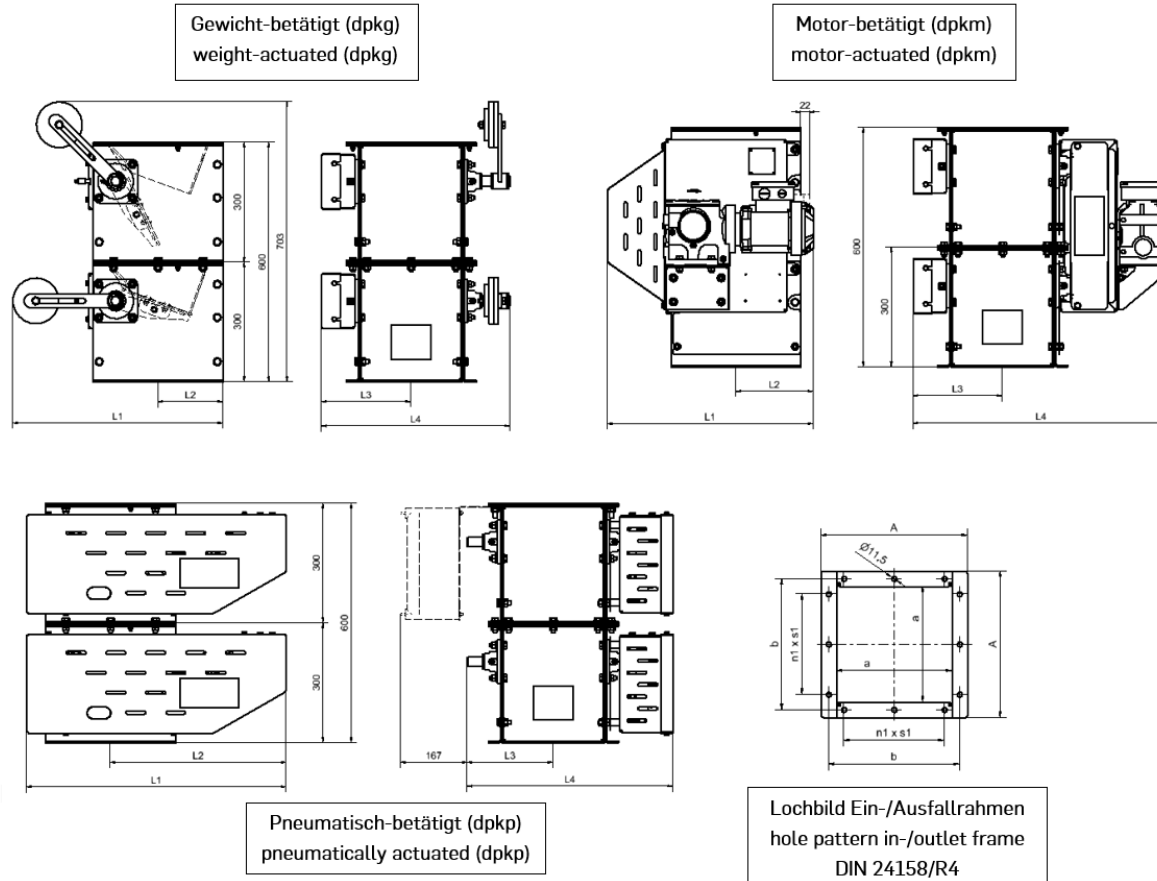 Gewicht-betätigt (dpkg)
weight-actuated (dpkg)
Motor-betätigt (dpkm)
motor-actuated (dpkm)
300
600
703
300
L2
L1
L3
L4
22
L2
L1
600
300
L3
L4
300
600
300
L2
L1
167
L3
L4
A
Ø11,5
b
n1 x s1
a
a
A
n1 x s1
b
Pneumatisch-betätigt (dpkp)
pneumatically actuated (dpkp)
Lochbild Ein-/Ausfallrahmen
hole pattern in-/outlet frame
DIN 24158/R4